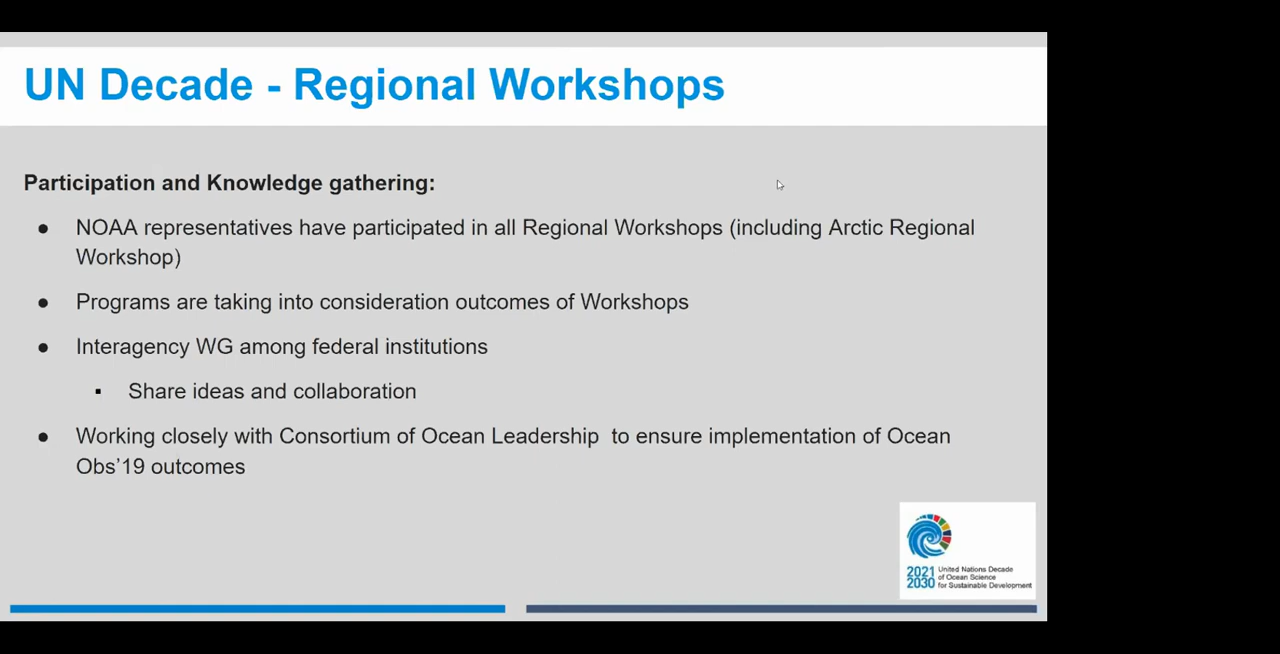 UN Decade - Regional Workshops
Participation and Knowledge gathering:
● NOAA representatives have participated in all Regional Workshops (including Arctic Regional
Workshop)
● Programs are taking into consideration outcomes of Workshops
● Interagency WG among federal institutions
▪ Share ideas and collaboration
● Working closely with Consortium of Ocean Leadership  to ensure implementation of Ocean
Obs’19 outcomes
2021
2030
United Nations Decade
of Ocean Science
for Sustainable Development